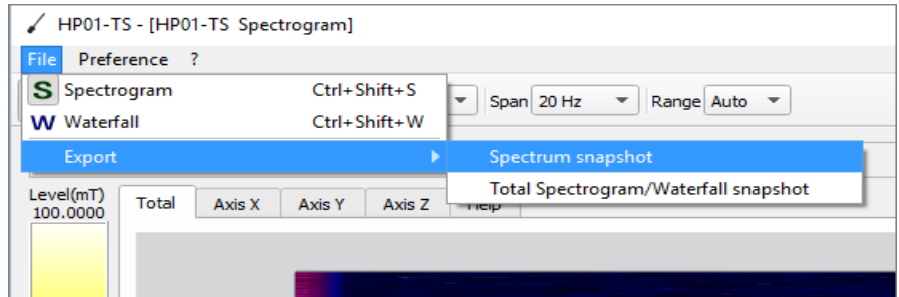 HP01-TS - [HP01-TS Spectrogram]
File Preference ?
S Spectrogram Ctrl+Shift+S
Span 20 Hz Range Auto
W Waterfall Ctrl+Shift+W
Export Spectrum snapshot
Total Spectrogram/Waterfall snapshot
Level(mT)
100.0000
Total Axis X Axis Y Axis Z Help